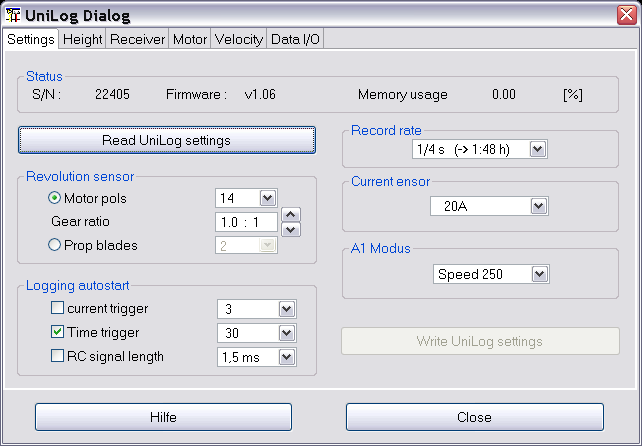 UniLog Dialog
Settings Height Receiver Motor Velocity Data I/O
Status
S/N : 22405 Firmware : v1.06 Memory usage 0.00 [%]
Read UniLog settings
Record rate
1/4 s (-> 1:48 h)
Revolution sensor
Motor pols 14
Gear ratio 1.0 : 1
Prop blades 2
Current ensor
20A
A1 Modus
Speed 250
Logging autostart
current trigger 3
Time trigger 30
RC signal length 1,5 ms
Write UniLog settings
Hilfe Close